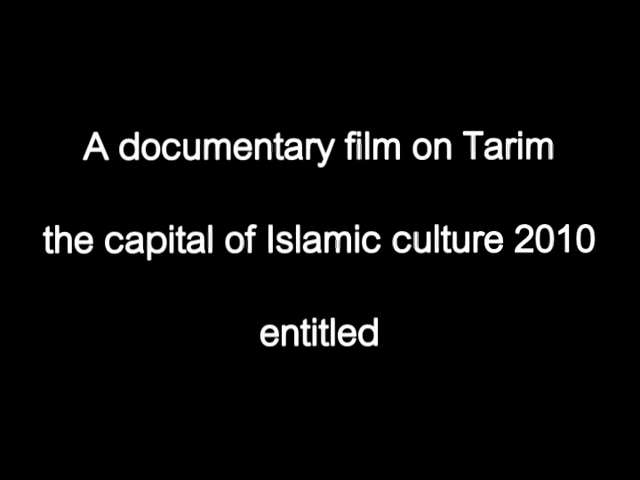 A documentary film on Tarim
the capital of Islamic culture 2010
entitled